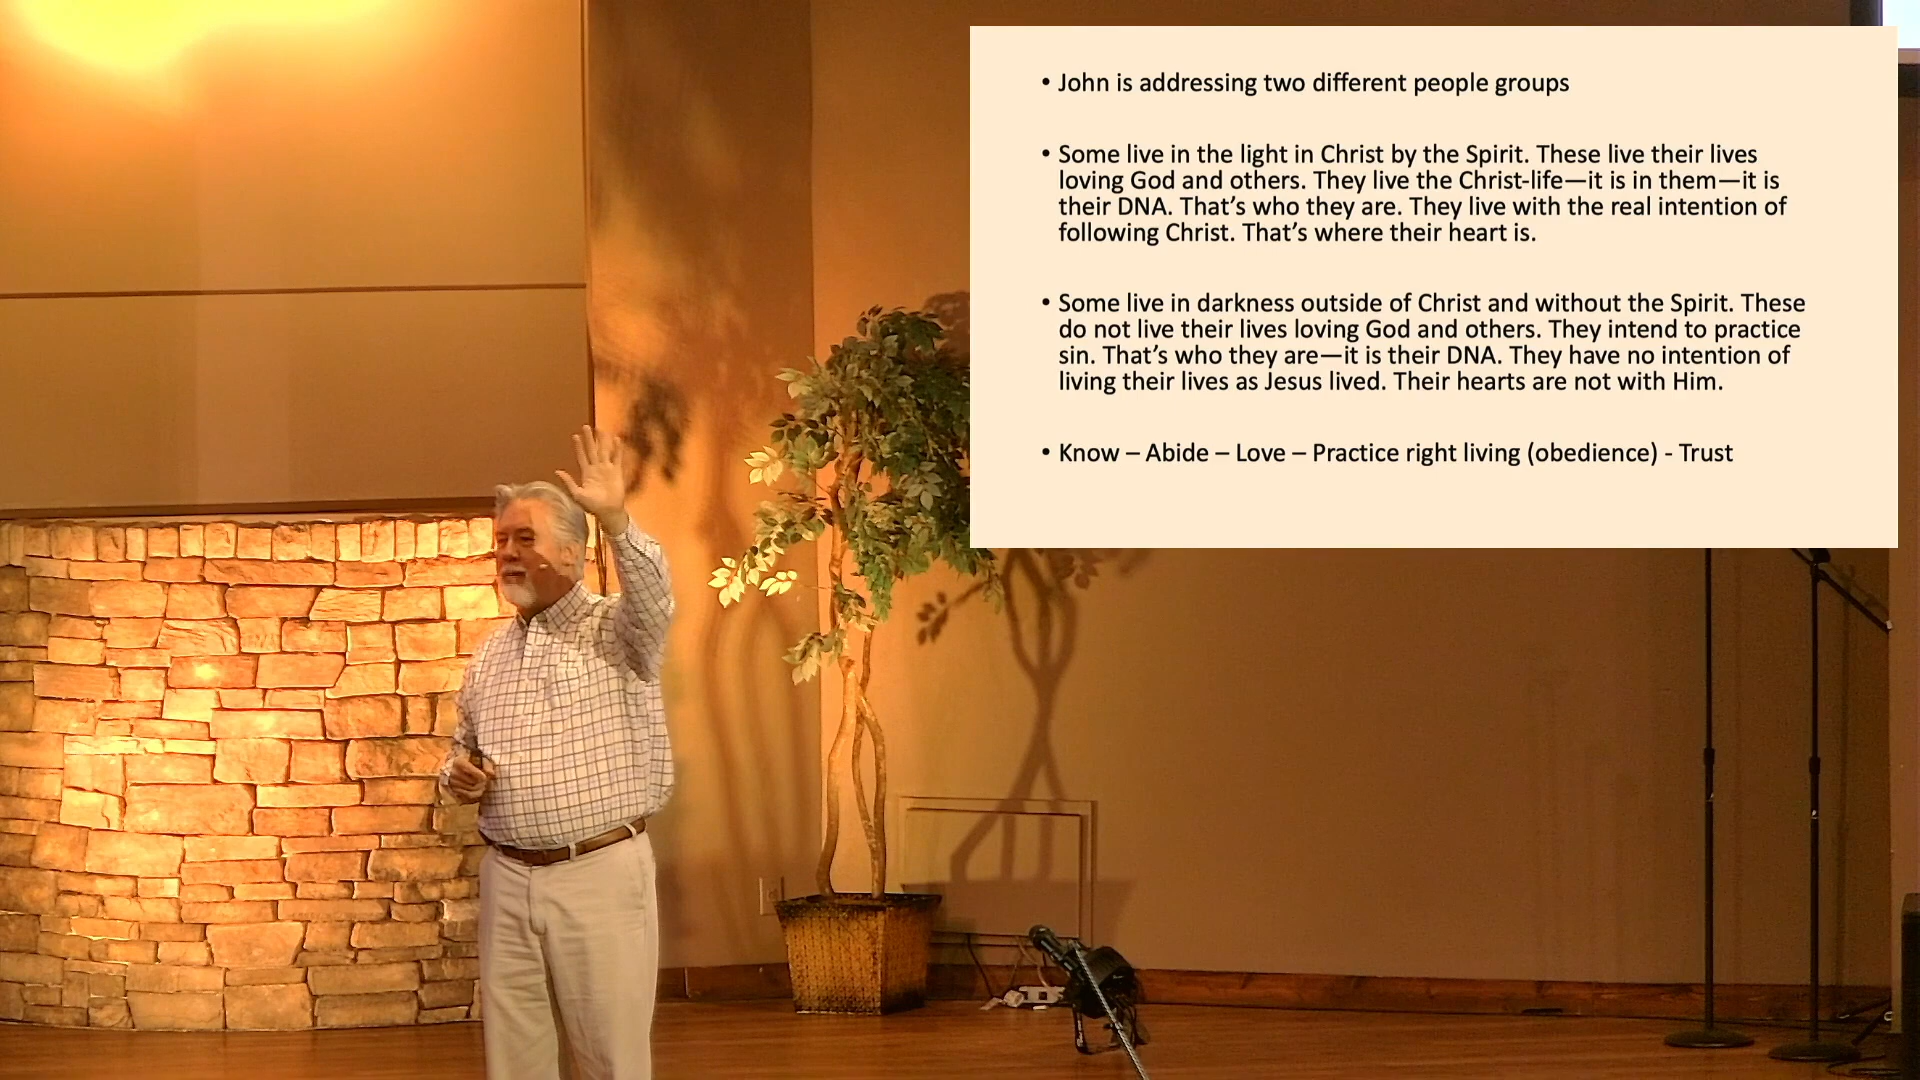 • John is addressing two different people groups
• Some live in the light in Christ by the Spirit. These live their lives
loving God and others. They live the Christ-life—it is in them—it is
their DNA. That’s who they are. They live with the real intention of
following Christ. That’s where their heart is.
• Some live in darkness outside of Christ and without the Spirit. These
do not live their lives loving God and others. They intend to practice
sin. That’s who they are—it is their DNA. They have no intention of
living their lives as Jesus lived. Their hearts are not with Him.
• Know – Abide – Love – Practice right living (obedience) - Trust